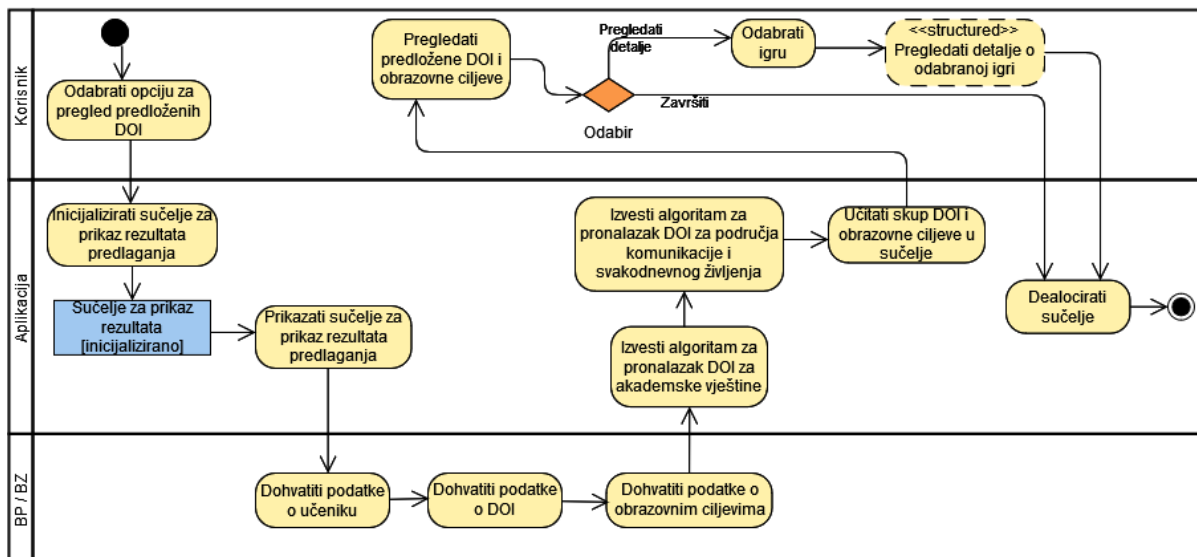 Korisnik
Odabrati opciju za
pregled predloženih
DOI
Pregledati
predložene DOI i
obrazovne ciljeve
Pregledati
detalje
Završiti
Odabir
Odabrati
igru
<<structured>>
Pregledati detalje o
odabranoj igri
Aplikacija
Inicijalizirati sučelje za
prikaz rezultata
predlaganja
Sučelje za prikaz
rezultata
[inicijalizirano]
Prikazati sučelje za
prikaz rezultata
predlaganja
Izvesti algoritam za
pronalazak DOI za područja
komunikacije i
svakodnevnog življenja
Izvesti algoritam za
pronalazak DOI za
akademske vještine
Učitati skup DOI i
obrazovne ciljeve u
sučelje
Dealocirati
sučelje
BP / BZ
Dohvatiti podatke
o učeniku
Dohvatiti podatke
o DOI
Dohvatiti podatke o
obrazovnim ciljevima